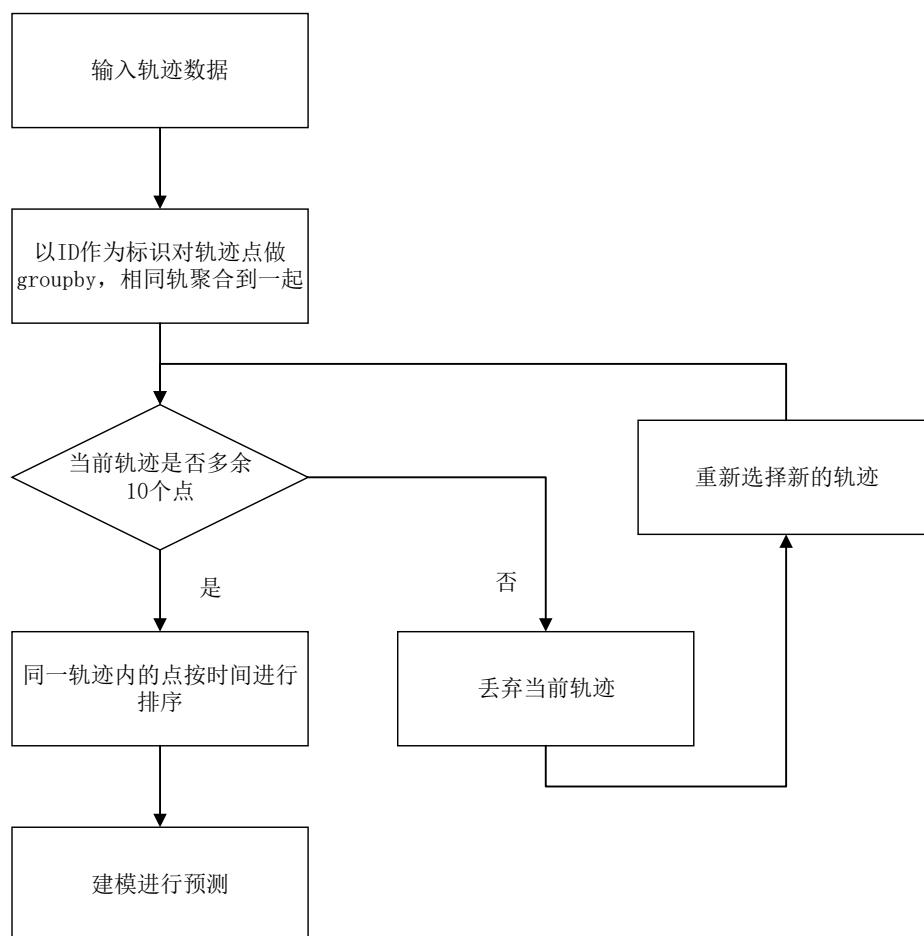 输入轨迹数据
以ID作为标识对轨迹点做
groupby，相同轨聚合到一起
当前轨迹是否多余
10个点
重新选择新的轨迹
是
否
同一轨迹内的点按时间进行
排序
丢弃当前轨迹
建模进行预测